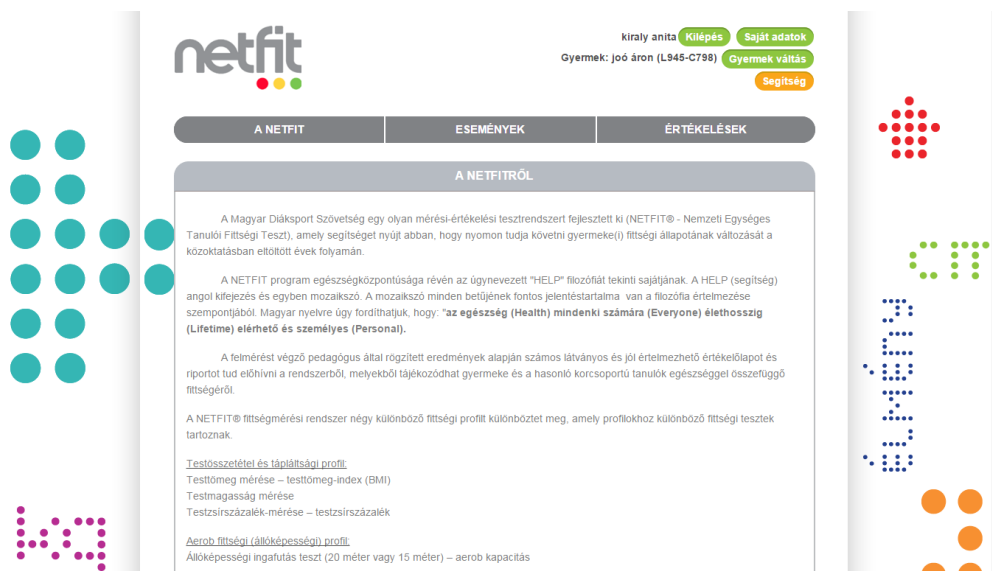 netfit
kiraly anita Kilépés Saját adatok
Gyermek: joó áron (L945-C798) Gyermek váltás
Segítség
A NETFIT ESEMÉNYEK ÉRTÉKELÉSEK
A NETFITRŐL
A Magyar Diáksport Szövetség egy olyan mérési-értékelési tesztrendszert fejlesztett ki (NETFIT® - Nemzeti Egységes
Tanulói Fittségi Teszt), amely segítséget nyújt abban, hogy nyomon tudja követni gyermeke(i) fittségi állapotának változását a
közoktatásban eltöltött évek folyamán.
A NETFIT program egészségközpontúsága révén az úgynevezett "HELP" filozófiát tekinti sajátjának. A HELP (segítség)
angol kifejezés és egyben mozaikszó. A mozaikszó minden betűjének fontos jelentéstartalma van a filozófia értelmezése
szempontjából. Magyar nyelvre úgy fordíthatjuk, hogy: "az egészség (Health) mindenki számára (Everyone) élethosszig
(Lifetime) elérhető és személyes (Personal).
A felmérést végző pedagógus által rögzített eredmények alapján számos látványos és jól értelmezhető értékelőlapot és
riportot tud előhívni a rendszerből, melyekből tájékozódhat gyermeke és a hasonló korcsoportú tanulók egészséggel összefüggő
fittségéről.
A NETFIT® fittségmérési rendszer négy különböző fittségi profilt különböztet meg, amely profilokhoz különböző fittségi tesztek
tartoznak.
Testösszetétel és tápláltsági profil:
Testtömeg mérése – testtömeg-index (BMI)
Testmagasság mérése
Testzsírszázalék-mérése – testzsírszázalék
Aerob fittségi (állóképességi) profil:
Állóképességi ingafutás teszt (20 méter vagy 15 méter) – aerob kapacitás
kg
cm